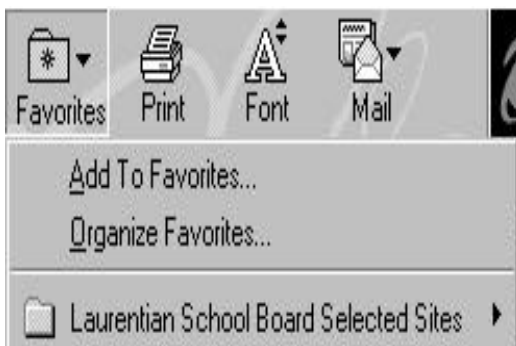 Favorites Print Font Mail
Add To Favorites...
Organize Favorites...
Laurentian School Board Selected Sites